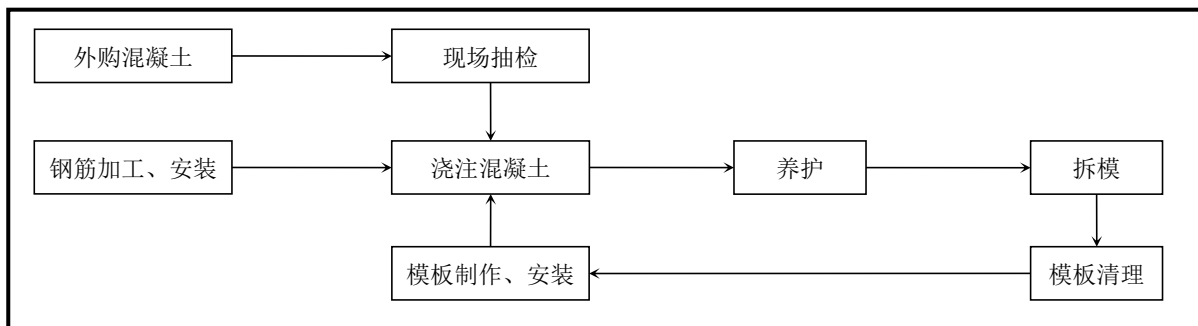 外购混凝土
现场抽检
钢筋加工、安装
浇注混凝土
养护
拆模
模板制作、安装
模板清理